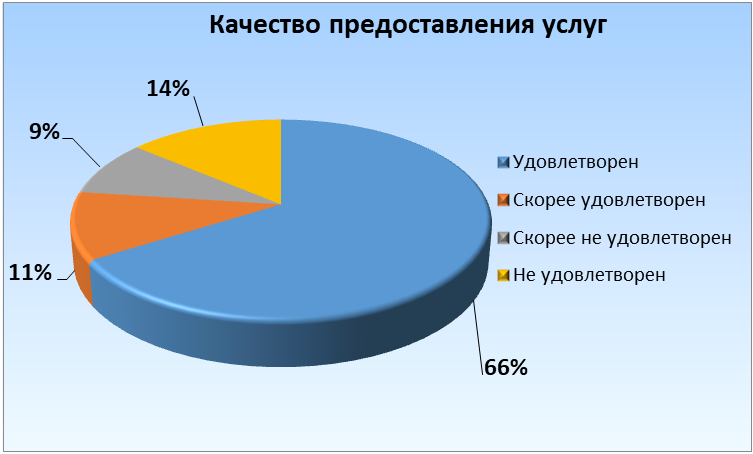 Качество предоставления услуг
14%
9%
11%
66%
Удовлетворен
Скорее удовлетворен
Скорее не удовлетворен
Не удовлетворен